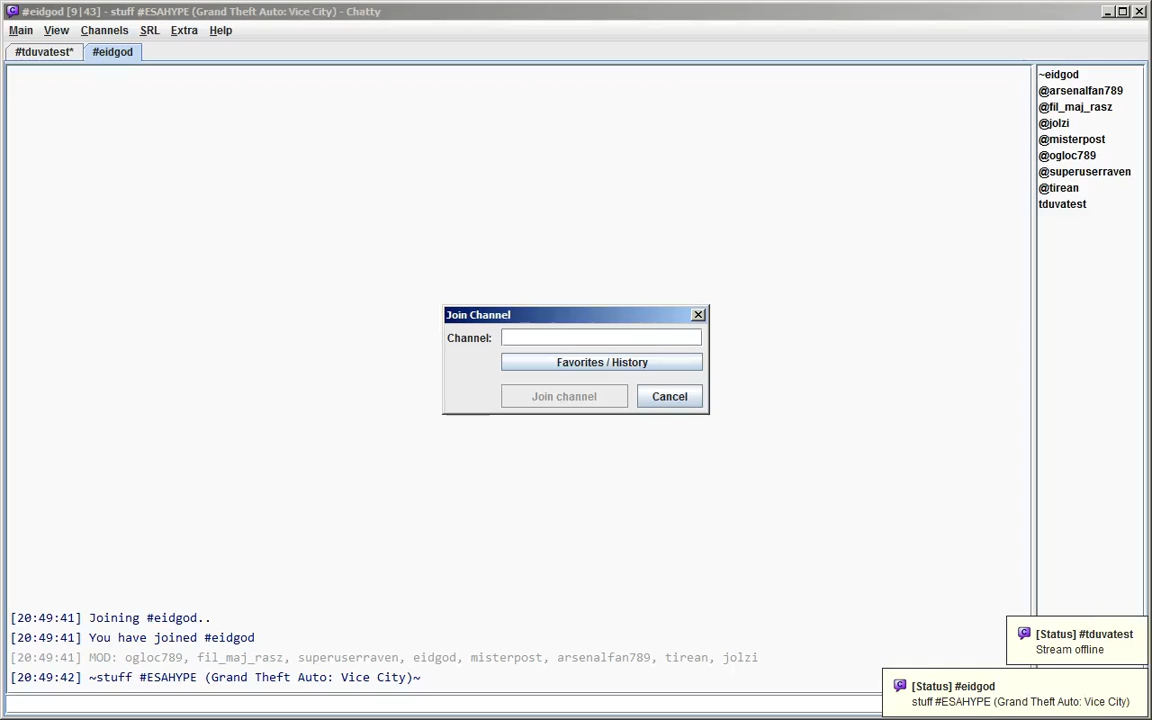 #eidgod [9|43] - stuff #ESAHYPE (Grand Theft Auto: Vice City) - Chatty
Main View Channels SRL Extra Help
#tduvatest* #eidgod
~eidgod
@arsenalfan789
@fil_maj_rasz
@jolzi
@misterpost
@ogloc789
@superuserraven
@tirean
tduvatest
Join Channel
Channel:
Favorites / History
Join channel Cancel
[20:49:41] Joining #eidgod..
[20:49:41] You have joined #eidgod
[20:49:41] MOD: ogloc789, fil_maj_rasz, superuserraven, eidgod, misterpost, arsenalfan789, tirean, jolzi
[20:49:42] ~stuff #ESAHYPE (Grand Theft Auto: Vice City)~
[Status] #tduvatest
Stream offline
[Status] #eidgod
stuff #ESAHYPE (Grand Theft Auto: Vice City)